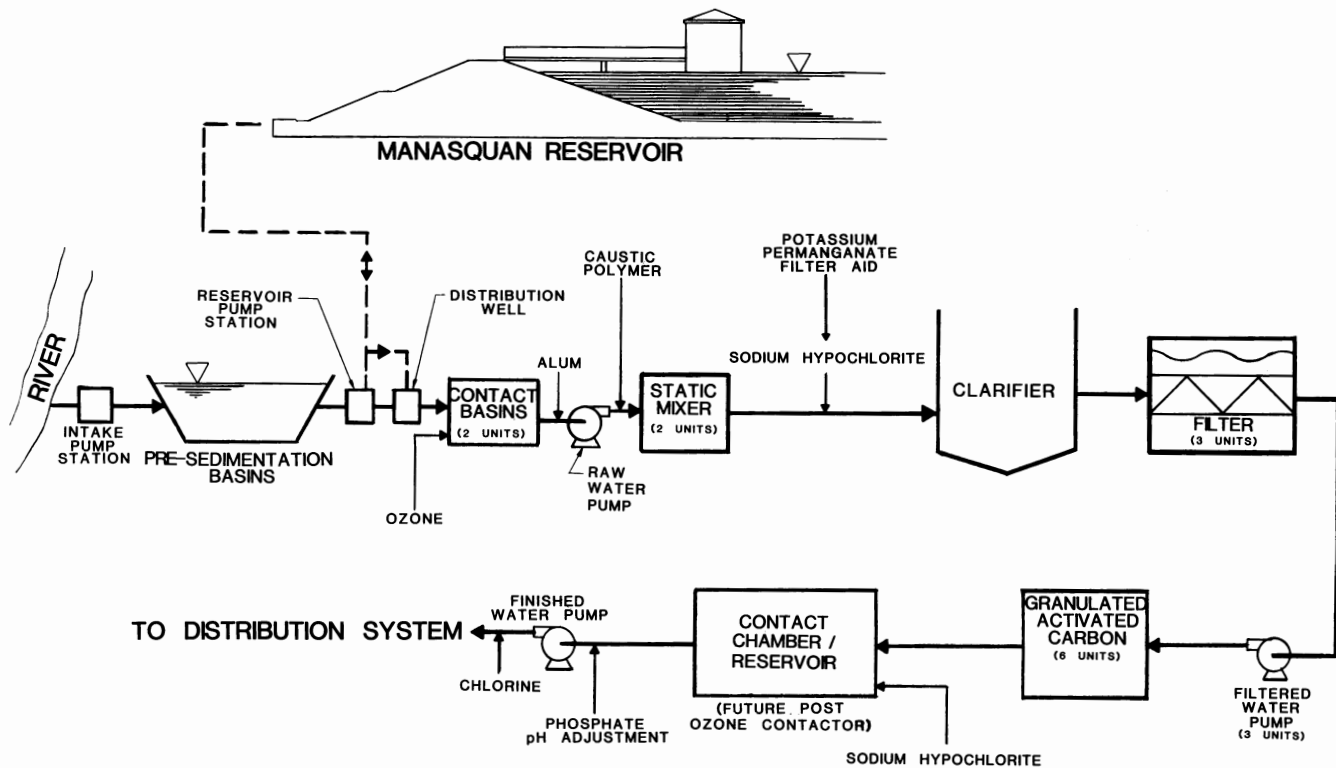 MANASQUAN RESERVOIR
RIVER
INTAKE
PUMP
STATION
PRE-SEDIMENTATION
BASINS
RESERVOIR
PUMP
STATION
DISTRIBUTION
WELL
CONTACT
BASINS
(2 UNITS)
OZONE
ALUM
RAW
WATER
PUMP
CAUSTIC
POLYMER
STATIC
MIXER
(2 UNITS)
POTASSIUM
PERMANGANATE
FILTER AID
SODIUM HYPOCHLORITE
CLARIFIER
FILTER
(3 UNITS)
FILTERED
WATER
PUMP
(3 UNITS)
GRANULATED
ACTIVATED
CARBON
(6 UNITS)
CONTACT
CHAMBER /
RESERVOIR
(FUTURE. POST
OZONE CONTACTOR)
SODIUM HYPOCHLORITE
FINISHED
WATER PUMP
PHOSPHATE
pH ADJUSTMENT
CHLORINE
TO DISTRIBUTION SYSTEM